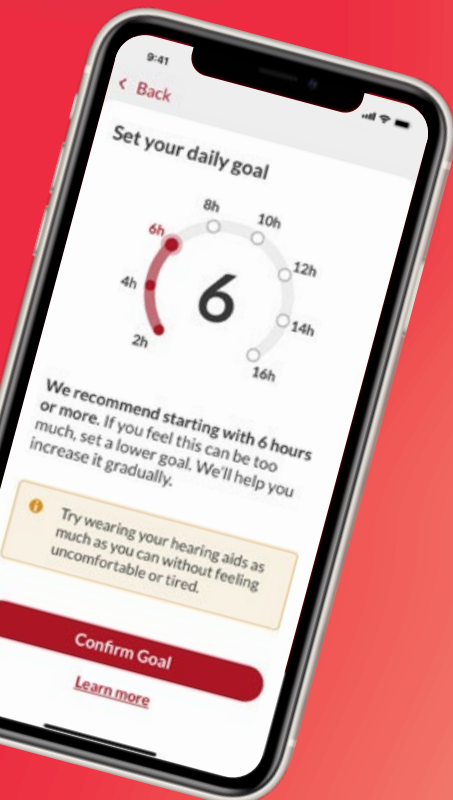 9:41
Back
Set your daily goal
8h
10h
6h
12h
4h
6
14h
2h
16h
We recommend starting with 6 hours
or more. If you feel this can be too
much, set a lower goal. We'll help you
increase it gradually.
Try wearing your hearing aids as
much as you can without feeling
uncomfortable or tired.
Confirm Goal
Learn more